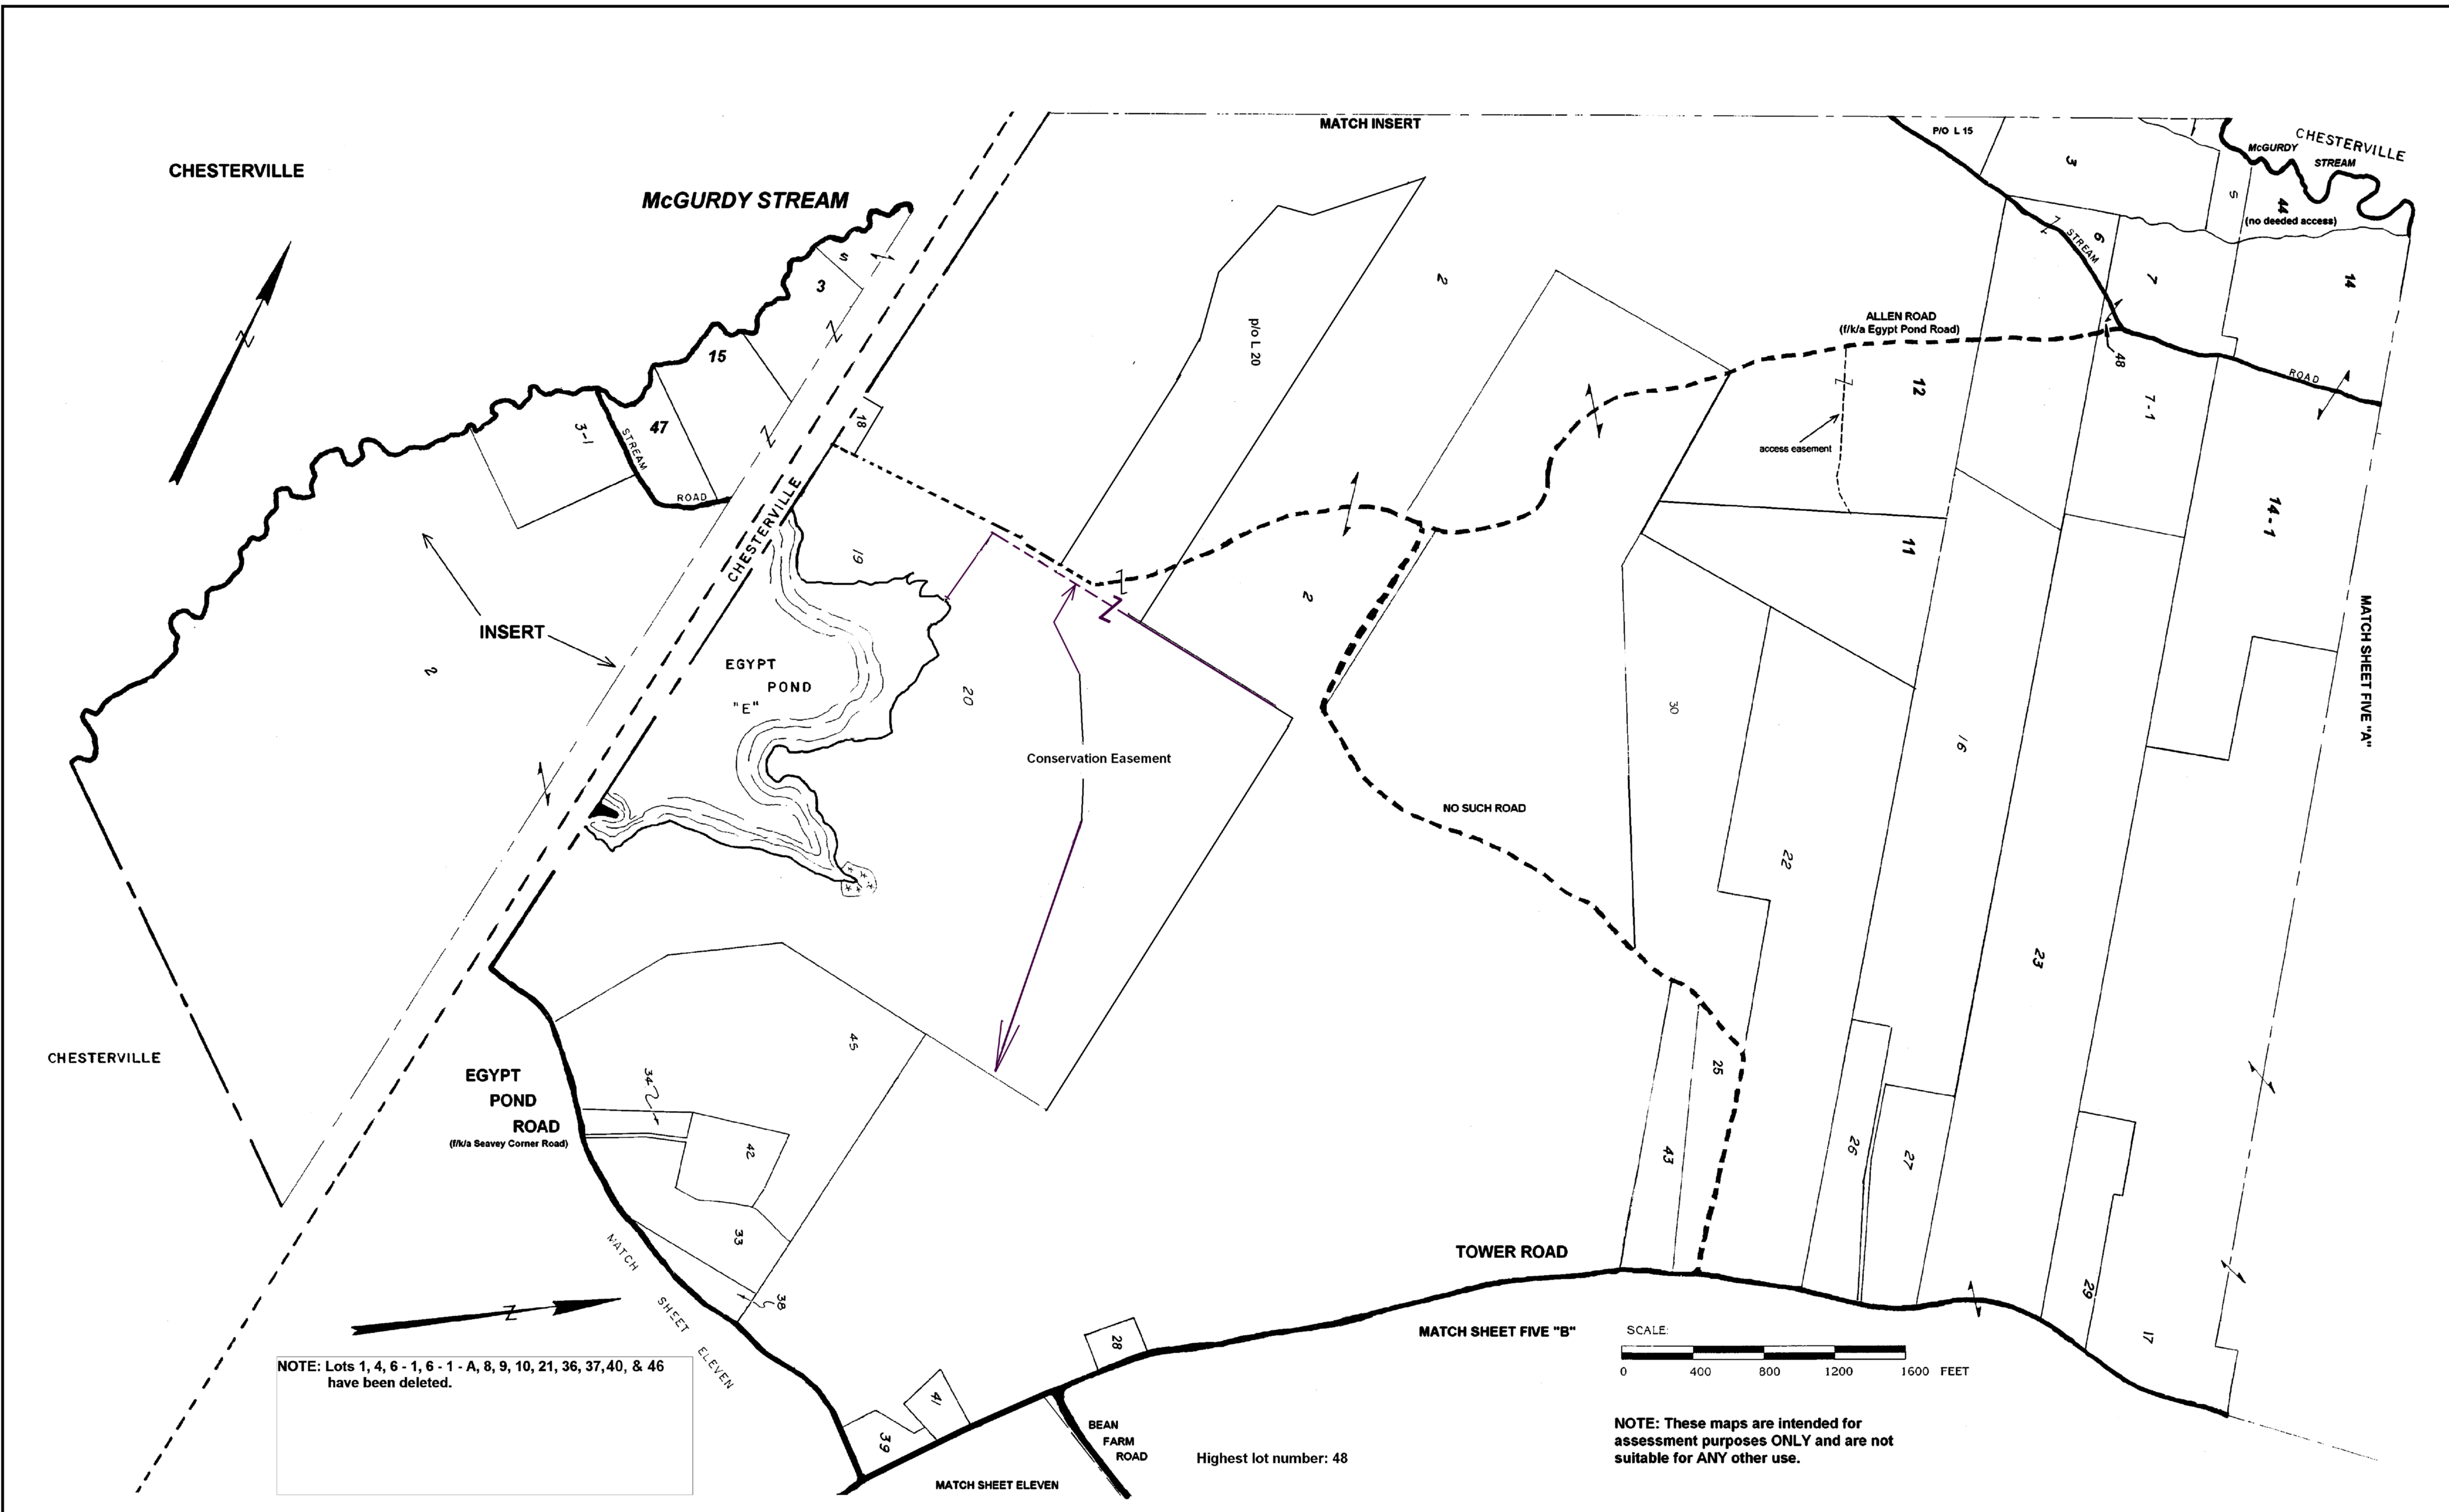 MATCH INSERT
CHESTERVILLE
McGURDY STREAM
P/O L 15
3
CHESTERVILLE
McGURDY
STREAM
5
44
(no deeded access)
6
STREAM
7
14
5
3
2
p/o L 20
ALLEN ROAD
(f/k/a Egypt Pond Road)
48
ROAD
15
12
7-1
18
47
3-1
STREAM
ROAD
access easement
CHESTERVILLE
19
11
14-1
INSERT
2
2
EGYPT
POND
"E"
20
30
MATCH SHEET FIVE "A"
16
Conservation Easement
NO SUCH ROAD
22
23
CHESTERVILLE
45
EGYPT
POND
ROAD
(f/k/a Seavey Corner Road)
34
42
25
43
26
27
33
MATCH
SHEET
ELEVEN
38
TOWER ROAD
29
17
28
MATCH SHEET FIVE "B"
SCALE:
0 400 800 1200 1600 FEET
NOTE: Lots 1, 4, 6 - 1, 6 - 1 - A, 8, 9, 10, 21, 36, 37,40, & 46
have been deleted.
41
39
BEAN
FARM
ROAD
Highest lot number: 48
MATCH SHEET ELEVEN
NOTE: These maps are intended for
assessment purposes ONLY and are not
suitable for ANY other use.